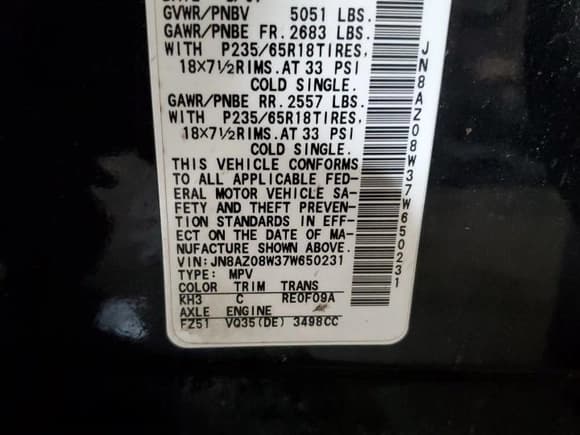 GVWR/PNBV 5051 LBS.
GAWR/PNBE FR. 2683 LBS.
WITH P235/65R18TIRES,
18×7½RIMS.AT 33 PSI
COLD SINGLE.
GAWR/PNBE RR. 2557 LBS.
WITH P235/65R18TIRES,
18×7½RIMS.AT 33 PSI
COLD SINGLE.
THIS VEHICLE CONFORMS
TO ALL APPLICABLE FED-
ERAL MOTOR VEHICLE SA-
FETY AND THEFT PREVEN-
TION STANDARDS IN EFF-
ECT ON THE DATE OF MA-
NUFACTURE SHOWN ABOVE.
VIN: JN8AZ08W37W650231
TYPE: MPV
COLOR TRIM TRANS
KH3 C RE0F09A
AXLE ENGINE
FZ51 VQ35(DE) 3498CC
JN8AZ08W37W650231